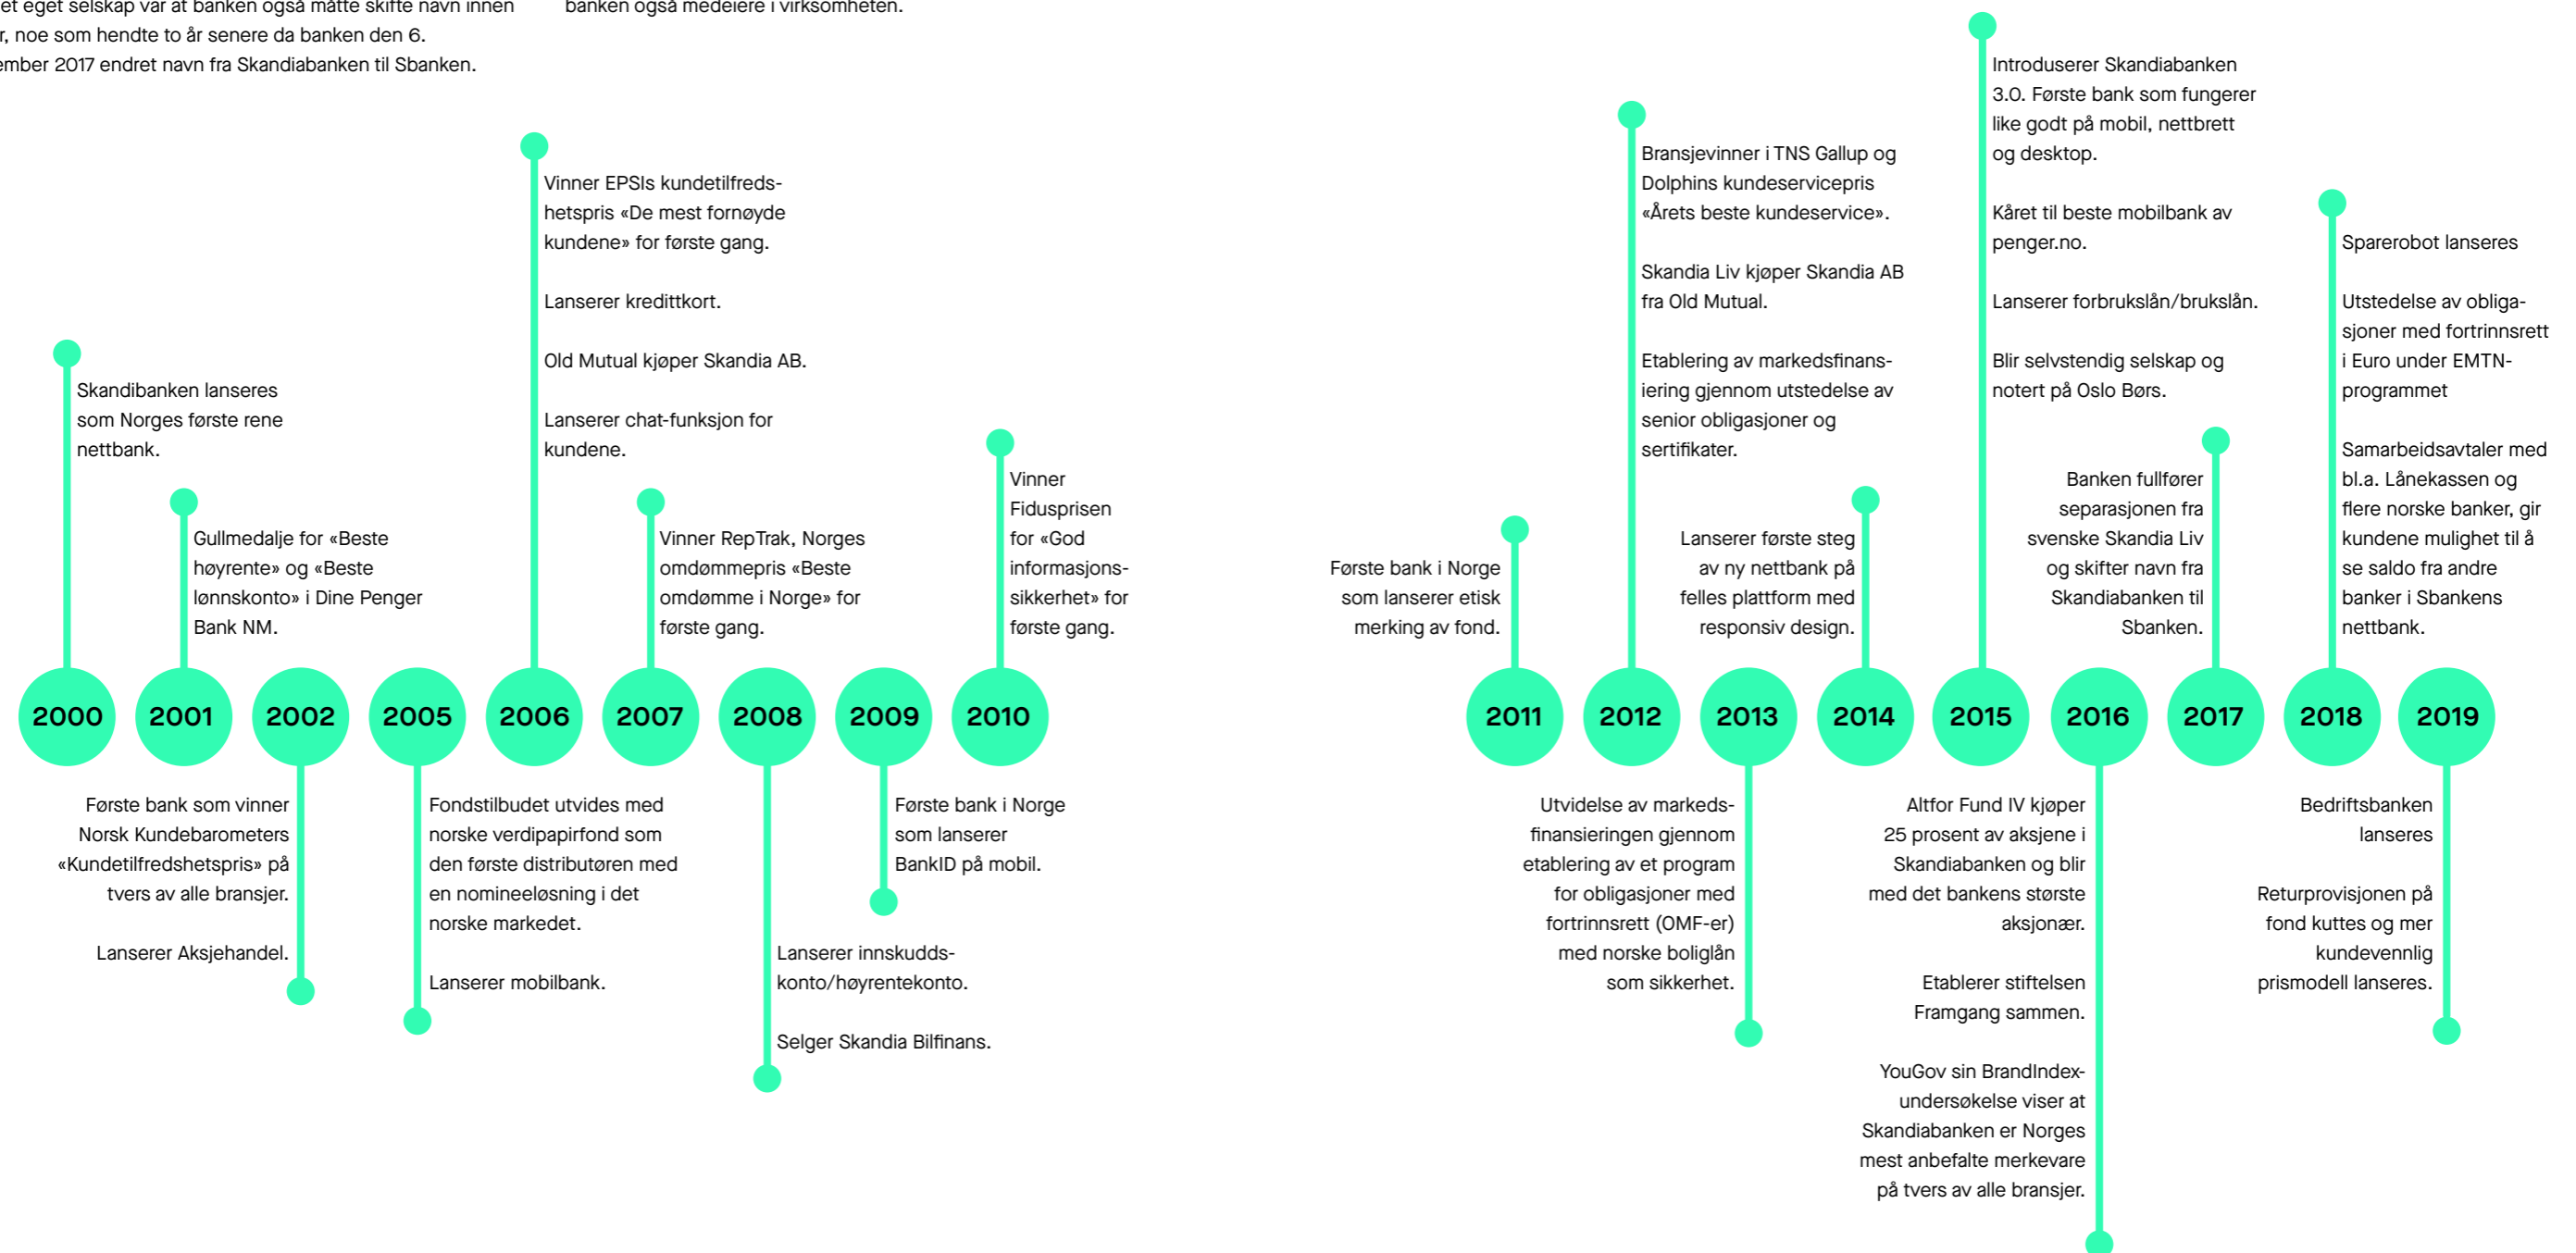 et eget selskap var at banken også måtte skifte navn innen
r, noe som hendte to år senere da banken den 6.
ember 2017 endret navn fra Skandiabanken til Sbanken.
banken også medeiere i virksomheten.
Skandibanken lanseres
som Norges første rene
nettbank.
Gullmedalje for «Beste
høyrente» og «Beste
lønnskonto» i Dine Penger
Bank NM.
Vinner EPSIs kundetilfreds-
hetspris «De mest fornøyde
kundene» for første gang.
Lanserer kredittkort.
Old Mutual kjøper Skandia AB.
Lanserer chat-funksjon for
kundene.
Vinner RepTrak, Norges
omdømmepris «Beste
omdømme i Norge» for
første gang.
Vinner
Fidusprisen
for «God
informasjons-
sikkerhet» for
første gang.
Første bank i Norge
som lanserer etisk
merking av fond.
Bransjevinner i TNS Gallup og
Dolphins kundeservicepris
«Årets beste kundeservice».
Skandia Liv kjøper Skandia AB
fra Old Mutual.
Etablering av markedsfinans-
iering gjennom utstedelse av
senior obligasjoner og
sertifikater.
Lanserer første steg
av ny nettbank på
felles plattform med
responsiv design.
Introduserer Skandiabanken
3.0. Første bank som fungerer
like godt på mobil, nettbrett
og desktop.
Kåret til beste mobilbank av
penger.no.
Lanserer forbrukslån/brukslån.
Blir selvstendig selskap og
notert på Oslo Børs.
Banken fullfører
separasjonen fra
svenske Skandia Liv
og skifter navn fra
Skandiabanken til
Sbanken.
Sparerobot lanseres
Utstedelse av obliga-
sjoner med fortrinnsrett
i Euro under EMTN-
programmet
Samarbeidsavtaler med
bl.a. Lånekassen og
flere norske banker, gir
kundene mulighet til å
se saldo fra andre
banker i Sbankens
nettbank.
2000 2001 2002 2005 2006 2007 2008 2009 2010 2011 2012 2013 2014 2015 2016 2017 2018 2019
Første bank som vinner
Norsk Kundebarometers
«Kundetilfredshetspris» på
tvers av alle bransjer.
Lanserer Aksjehandel.
Fondstilbudet utvides med
norske verdipapirfond som
den første distributøren med
en nomineeløsning i det
norske markedet.
Lanserer mobilbank.
Lanserer innskudds-
konto/høyrentekonto.
Selger Skandia Bilfinans.
Første bank i Norge
som lanserer
BankID på mobil.
Utvidelse av markeds-
finansieringen gjennom
etablering av et program
for obligasjoner med
fortrinnsrett (OMF-er)
med norske boliglån
som sikkerhet.
Altfor Fund IV kjøper
25 prosent av aksjene i
Skandiabanken og blir
med det bankens største
aksjonær.
Etablerer stiftelsen
Framgang sammen.
YouGov sin BrandIndex-
undersøkelse viser at
Skandiabanken er Norges
mest anbefalte merkevare
på tvers av alle bransjer.
Bedriftsbanken
lanseres
Returprovisjonen på
fond kuttes og mer
kundevennlig
prismodell lanseres.